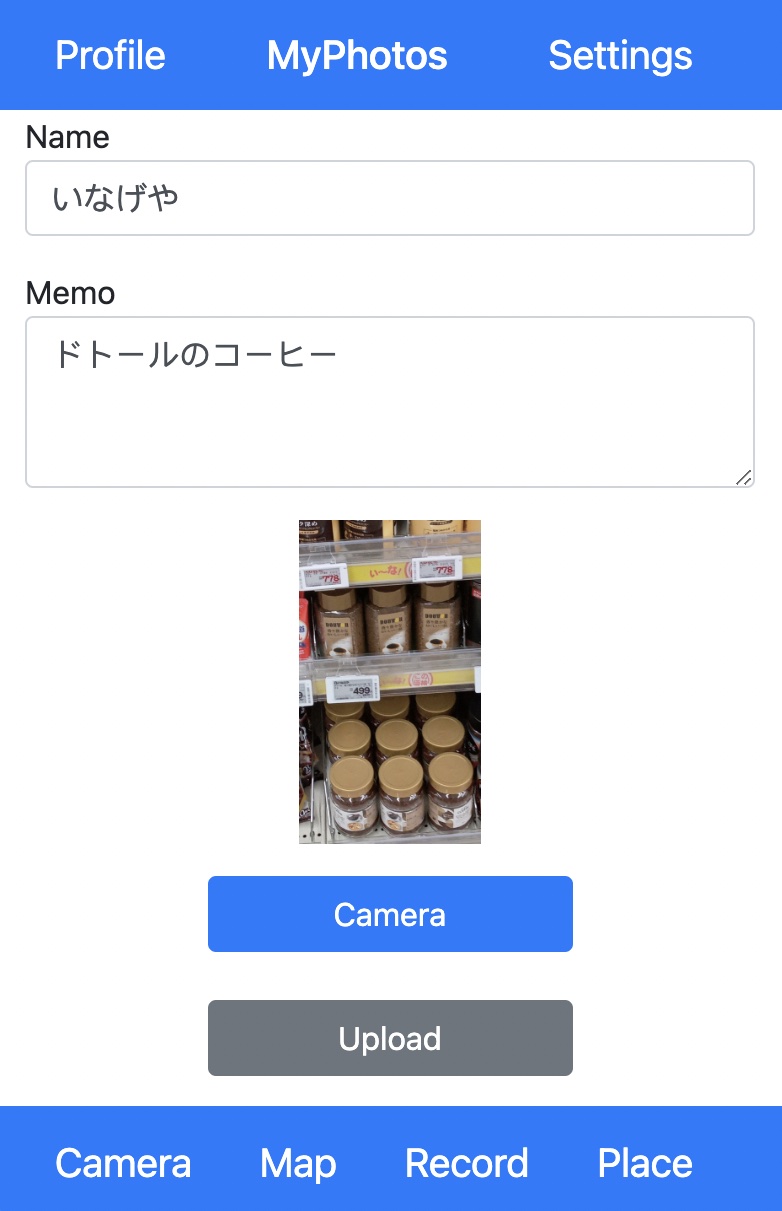 Profile MyPhotos Settings
Name
いなげや
Memo
ドトールのコーヒー
778
い〜な!
778
499
Camera
Upload
Camera Map Record Place